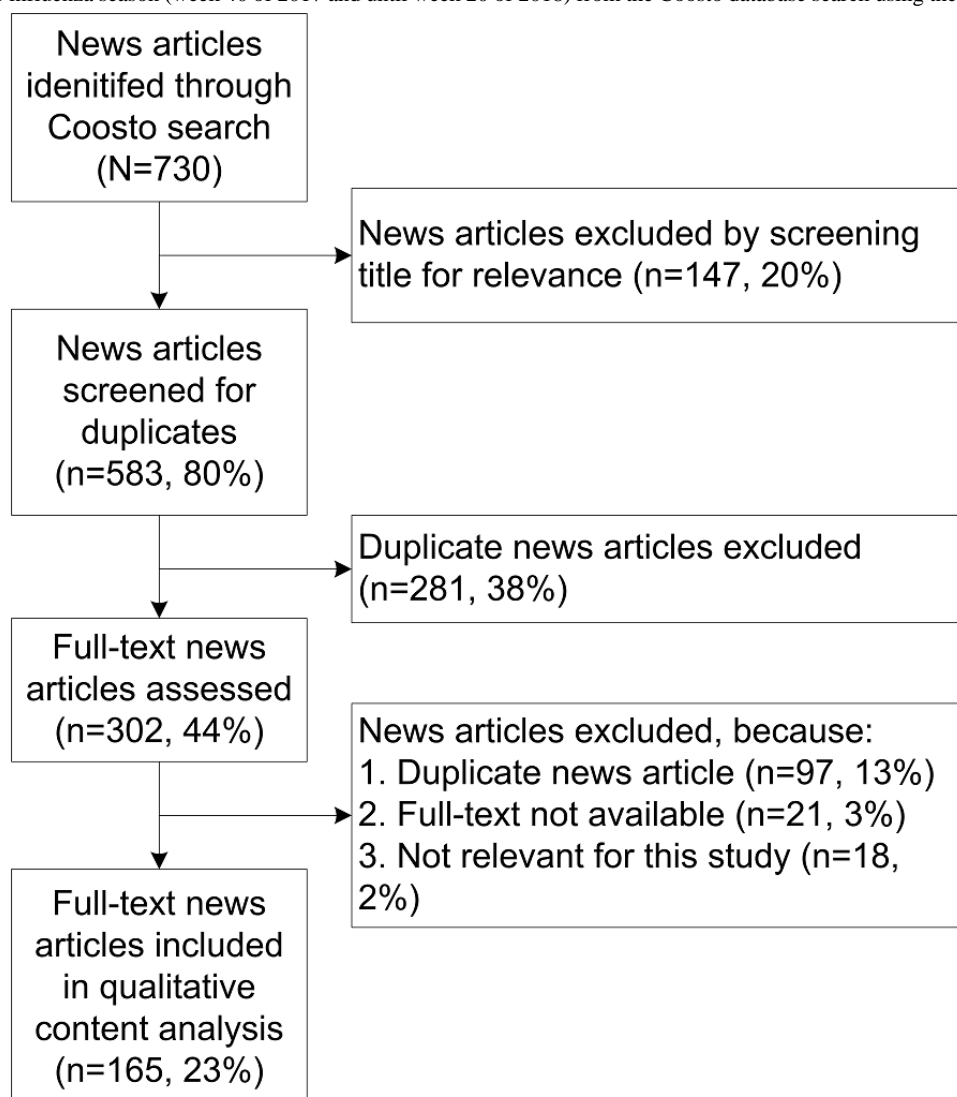 News articles
idenitifed through
Coosto search
(N=730)
News articles excluded by screening
title for relevance (n=147, 20%)
News articles
screened for
duplicates
(n=583, 80%)
Duplicate news articles excluded
(n=281, 38%)
Full-text news
articles assessed
(n=302, 44%)
News articles excluded, because:
1. Duplicate news article (n=97, 13%)
2. Full-text not available (n=21, 3%)
3. Not relevant for this study (n=18,
2%)
Full-text news
articles included
in qualitative
content analysis
(n=165, 23%)